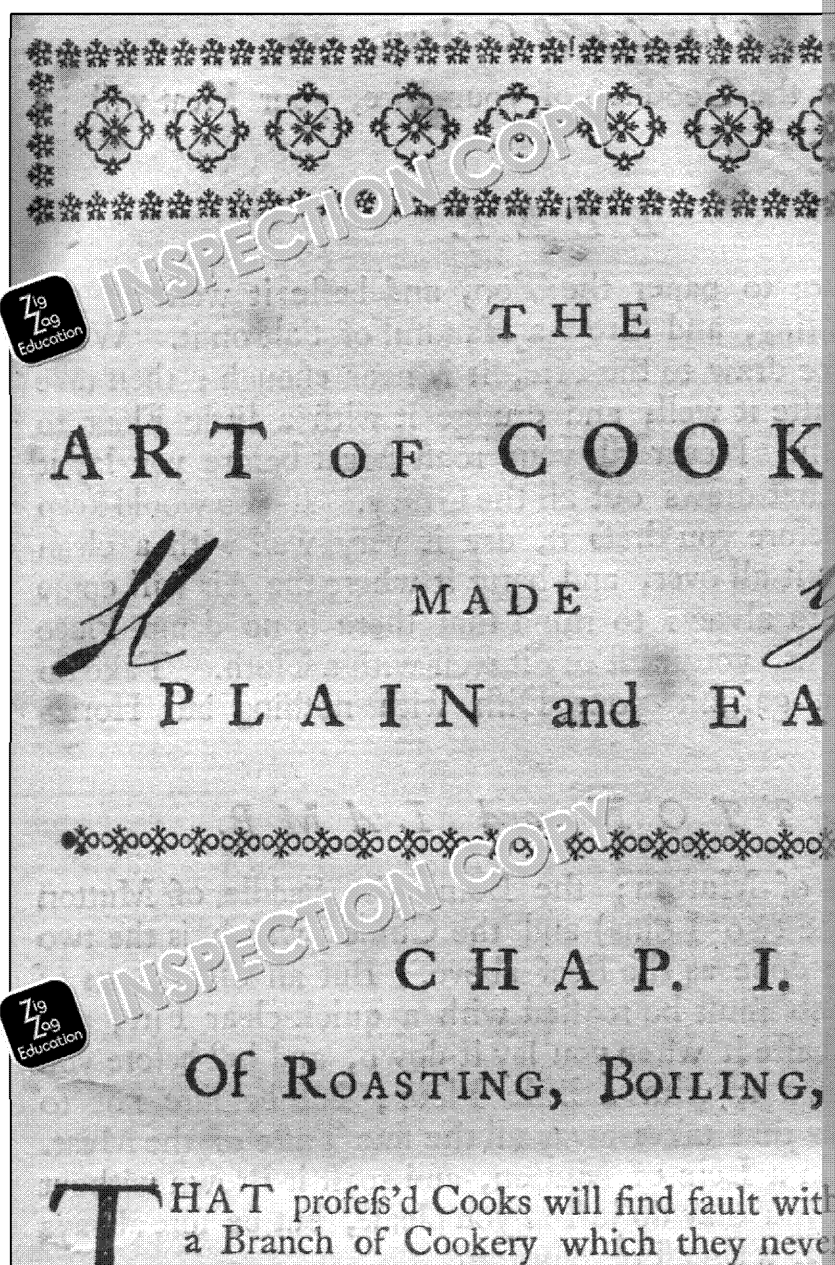 THE
ART OF COOK
MADE
PLAIN and EA
CHAP. I.
Of ROASTING, BOILING,
THAT profeſs'd Cooks will find fault with
a Branch of Cookery which they never
INSPECTION COPY
Zig
Zag
Education
INSPECTION COPY
Zig
Zag
Education